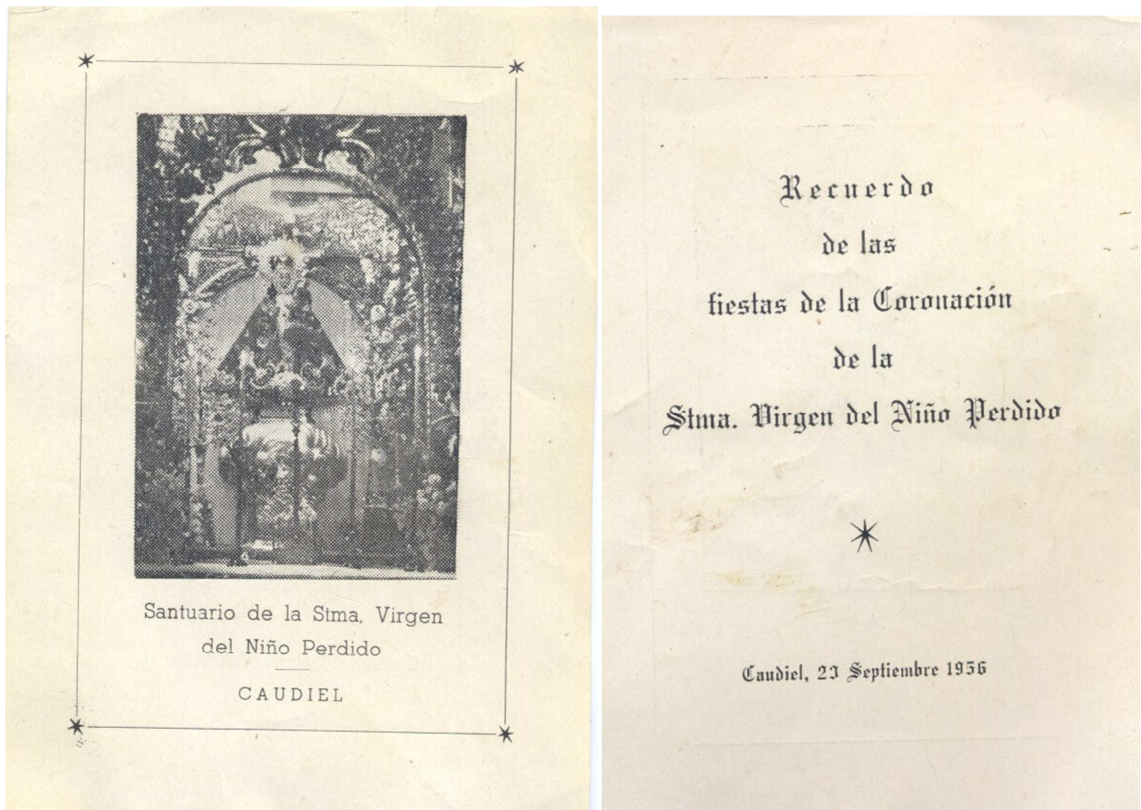 Santuario de la Stma. Virgen
del Niño Perdido
CAUDIEL
Recuerdo
de las
fiestas de la Coronación
de la
Stma. Virgen del Niño Perdido
Caudiel, 23 Septiembre 1956